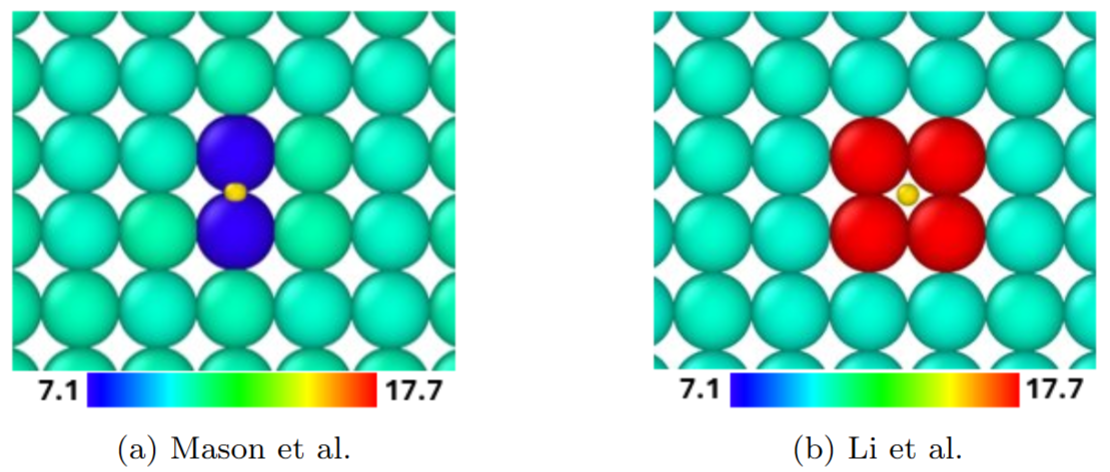 7.1 17.7 7.1 17.7
(a) Mason et al. (b) Li et al.